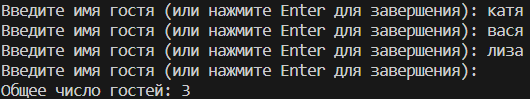 Введите имя гостя (или нажмите Enter для завершения): катя
Введите имя гостя (или нажмите Enter для завершения): вася
Введите имя гостя (или нажмите Enter для завершения): лиза
Введите имя гостя (или нажмите Enter для завершения):
Общее число гостей: 3